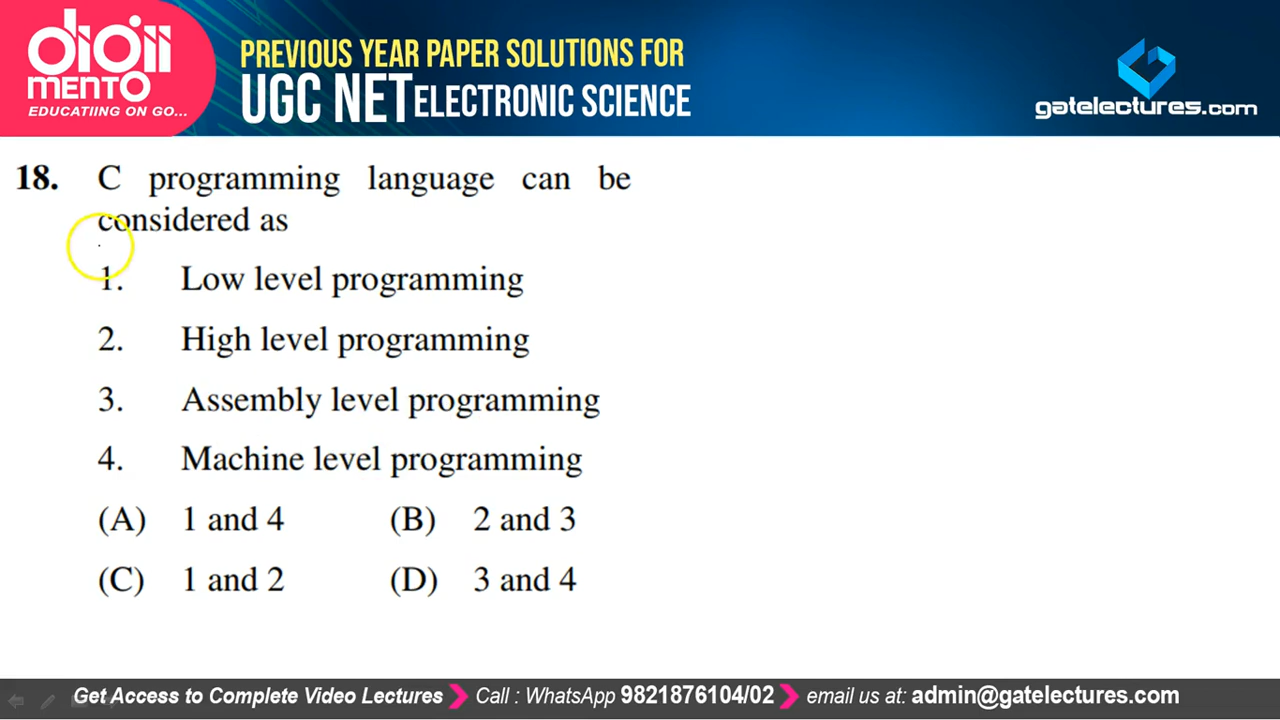 dioii
MENTO
EDUCATIING ON GO...
PREVIOUS YEAR PAPER SOLUTIONS FOR
UGC NET ELECTRONIC SCIENCE
gatelectures.com
18. C programming language can be
considered as
1. Low level programming
2. High level programming
3. Assembly level programming
4. Machine level programming
(A) 1 and 4 (B) 2 and 3
(C) 1 and 2 (D) 3 and 4
Get Access to Complete Video Lectures Call : WhatsApp 9821876104/02 email us at: admin@gatelectures.com